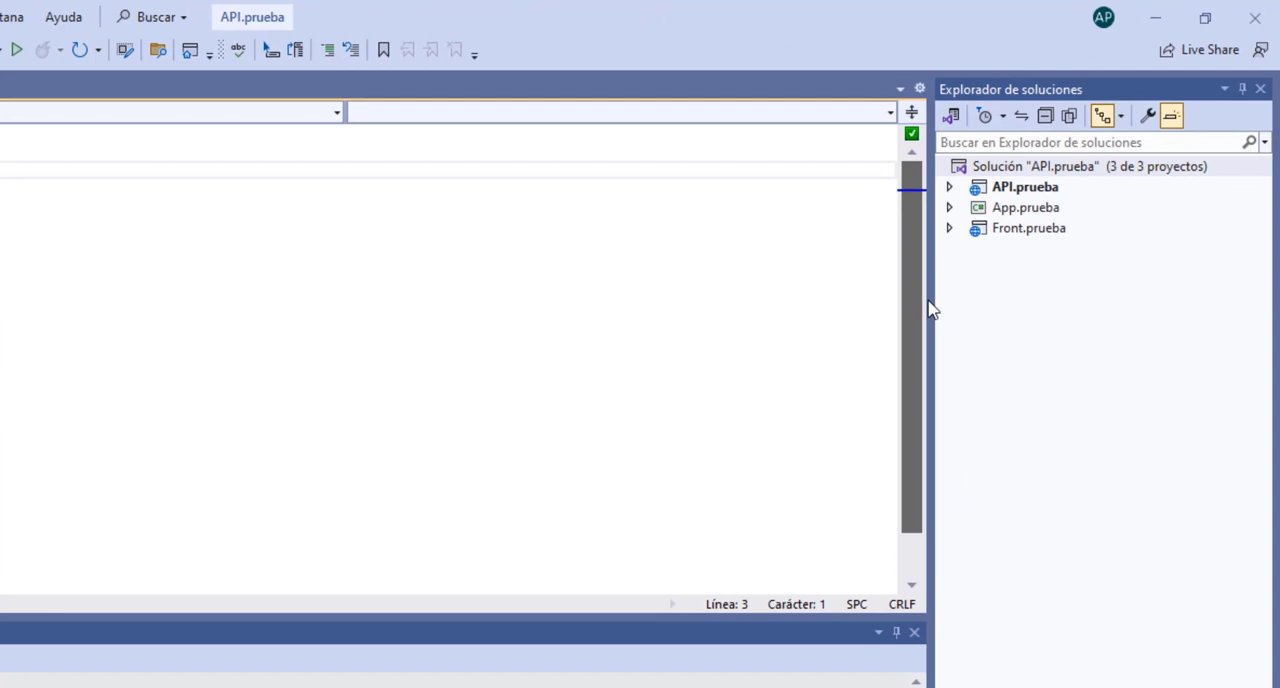 tana Ayuda Buscar API.prueba AP
Live Share
Explorador de soluciones
Buscar en Explorador de soluciones
Solución "API.prueba" (3 de 3 proyectos)
API.prueba
C# App.prueba
Front.prueba
Línea: 3 Carácter: 1 SPC CRLF